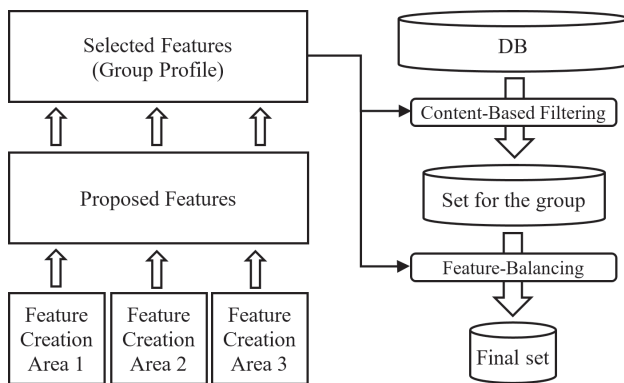 Selected Features
(Group Profile)
Proposed Features
Feature
Creation
Area 1
Feature
Creation
Area 2
Feature
Creation
Area 3
DB
Content-Based Filtering
Set for the group
Feature-Balancing
Final set